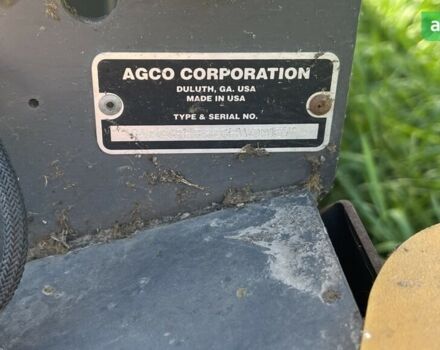 AGCO CORPORATION
DULUTH, GA. USA
MADE IN USA
TYPE & SERIAL NO.